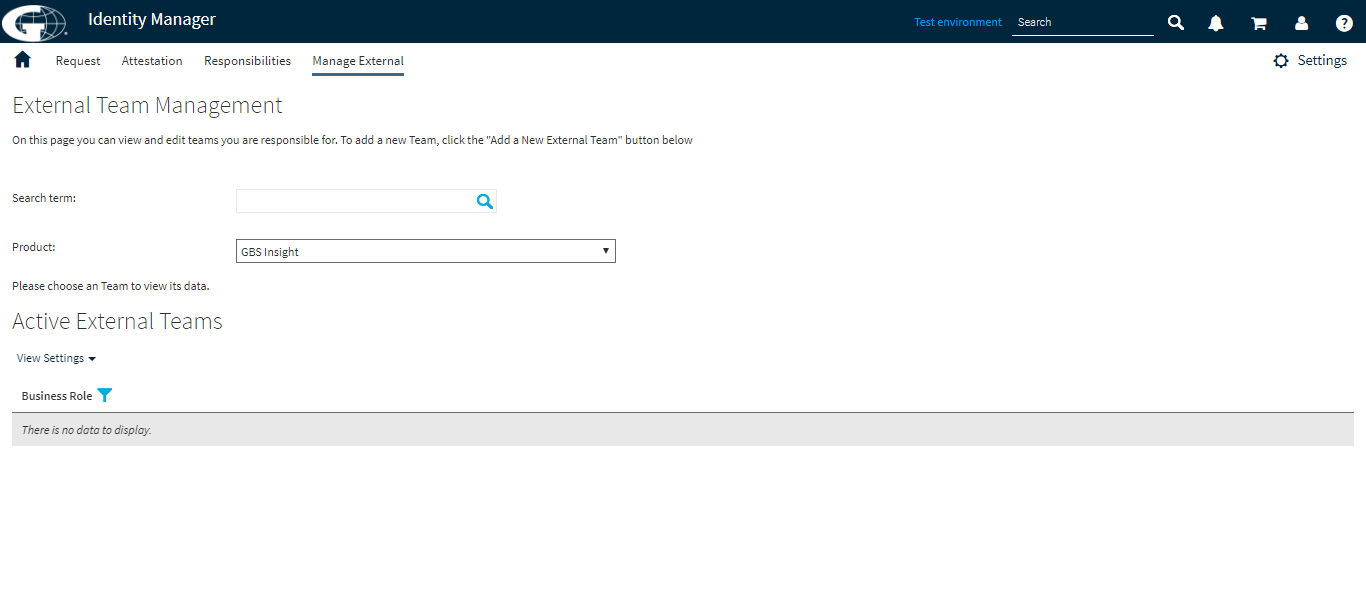 Identity Manager
Test environment
Search
Request Attestation Responsibilities Manage External
Settings
External Team Management
On this page you can view and edit teams you are responsible for. To add a new Team, click the "Add a New External Team" button below
Search term:
Product:
GBS Insight
Please choose an Team to view its data.
Active External Teams
View Settings
Business Role
There is no data to display.